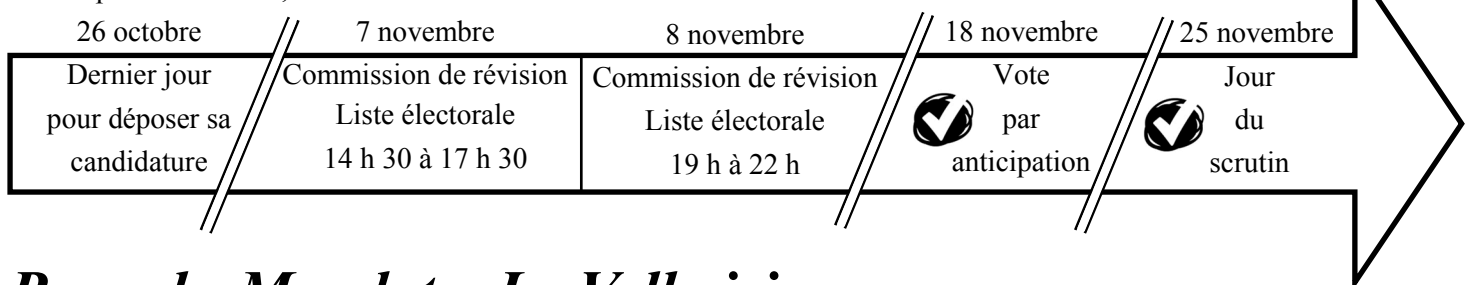 26 octobre
7 novembre
8 novembre
18 novembre
25 novembre
Dernier jour
pour déposer sa
candidature
Commission de révision
Liste électorale
14 h 30 à 17 h 30
Commission de révision
Liste électorale
19 h à 22 h
Vote
par
anticipation
Jour
du
scrutin